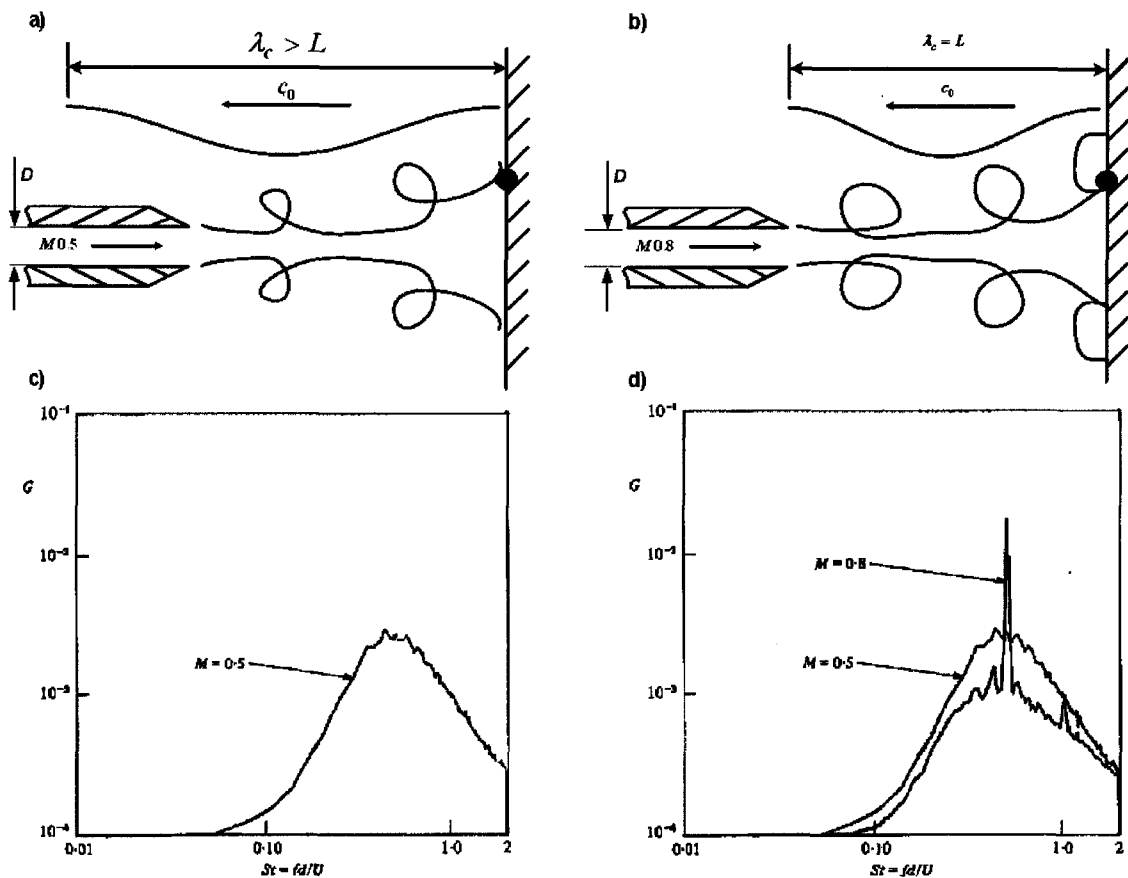 a)
λc > L
c0
D
M 0.5
b)
λc = L
c0
D
M 0.8
c)
10⁻¹
G
10⁻²
M = 0·5
10⁻³
10⁻⁴
0·01
0·10
1·0
2
St = fd/U
d)
10⁻¹
G
10⁻²
M = 0·8
M = 0·5
10⁻³
10⁻⁴
0·01
0·10
1·0
2
St = fd/U